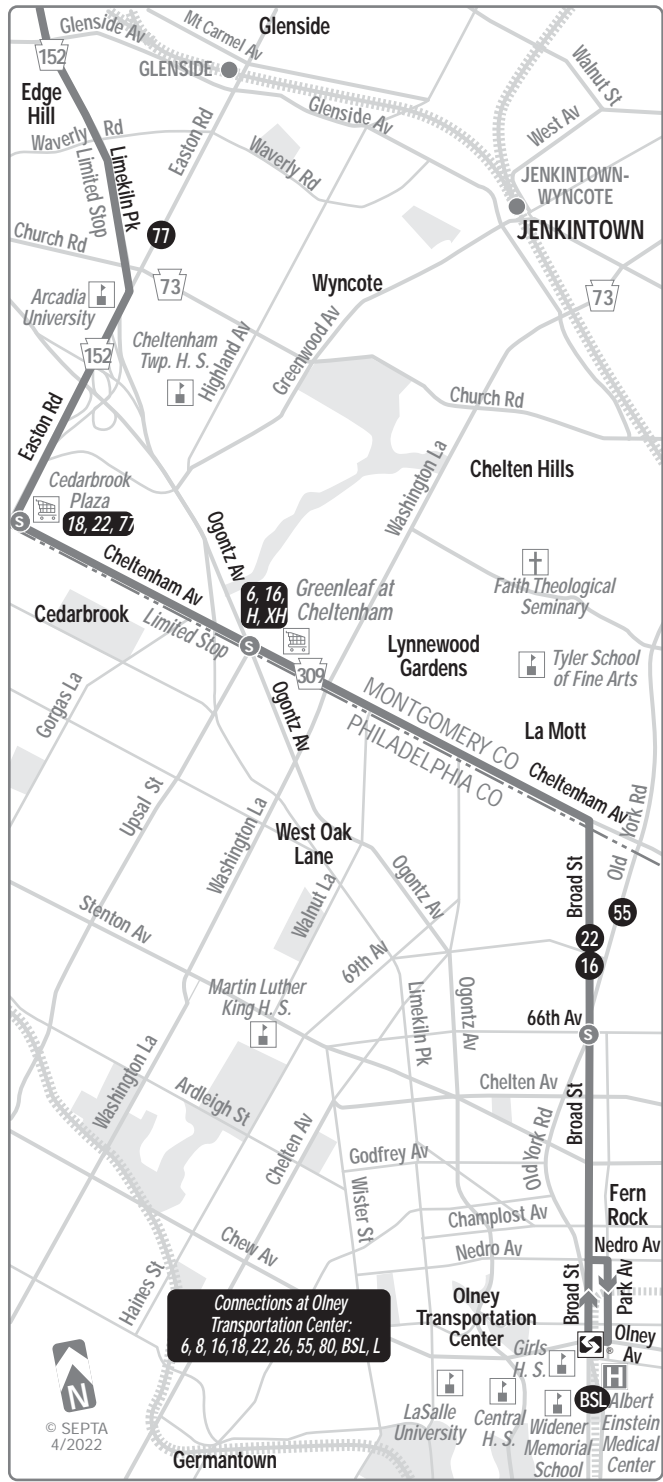 Glenside Av
Mt Carmel Av
Glenside
152
GLENSIDE
Walnut St
Edge
Hill
Glenside Av
West Av
Waverly Rd
Easton Rd
Waverly Rd
Limited Stop
Limekiln Pk
JENKINTOWN-
WYNCOTE
JENKINTOWN
77
Church Rd
73
Wyncote
73
Arcadia
University
Cheltenham
Twp. H. S.
Highland Av
Greenwood Av
152
Church Rd
Easton Rd
Washington La
Chelten Hills
Cedarbrook
Plaza
S
18, 22, 77
Ogontz Av
Cheltenham Av
6, 16,
H, XH
Greenleaf at
Cheltenham
Faith Theological
Seminary
Cedarbrook
Limited Stop
S
Lynnewood
Gardens
Tyler School
of Fine Arts
309
Gorgas La
Ogontz Av
MONTGOMERY CO
PHILADELPHIA CO
La Mott
Cheltenham Av
Upsal St
Washington La
West Oak
Lane
Old York Rd
Ogontz Av
Broad St
Walnut La
55
Stenton Av
22
69th Av
16
Martin Luther
King H. S.
Limekiln Pk
Ogontz Av
66th Av
S
Washington La
Ardleigh St
Chelten Av
Broad St
Chelten Av
Old York Rd
Godfrey Av
Wister St
Fern
Rock
Champlost Av
Chew Av
Nedro Av
Nedro Av
Haines St
Broad St
Park Av
Connections at Olney
Transportation Center:
6, 8, 16,18, 22, 26, 55, 80, BSL, L
Olney
Transportation
Center
Olney
Av
®
Girls
H. S.
H
N
BSL
Albert
Einstein
Medical
Center
LaSalle
University
Central
H. S.
Widener
Memorial
School
© SEPTA
4/2022
Germantown